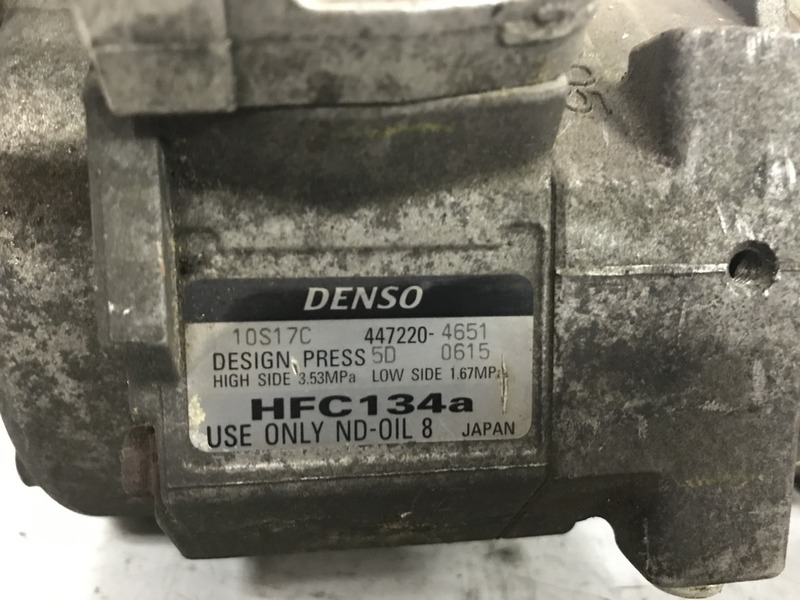 DENSO
10S17C 447220-4651
DESIGN PRESS 5D 0615
HIGH SIDE 3.53MPa LOW SIDE 1.67MPa
HFC134a
USE ONLY ND-OIL 8 JAPAN